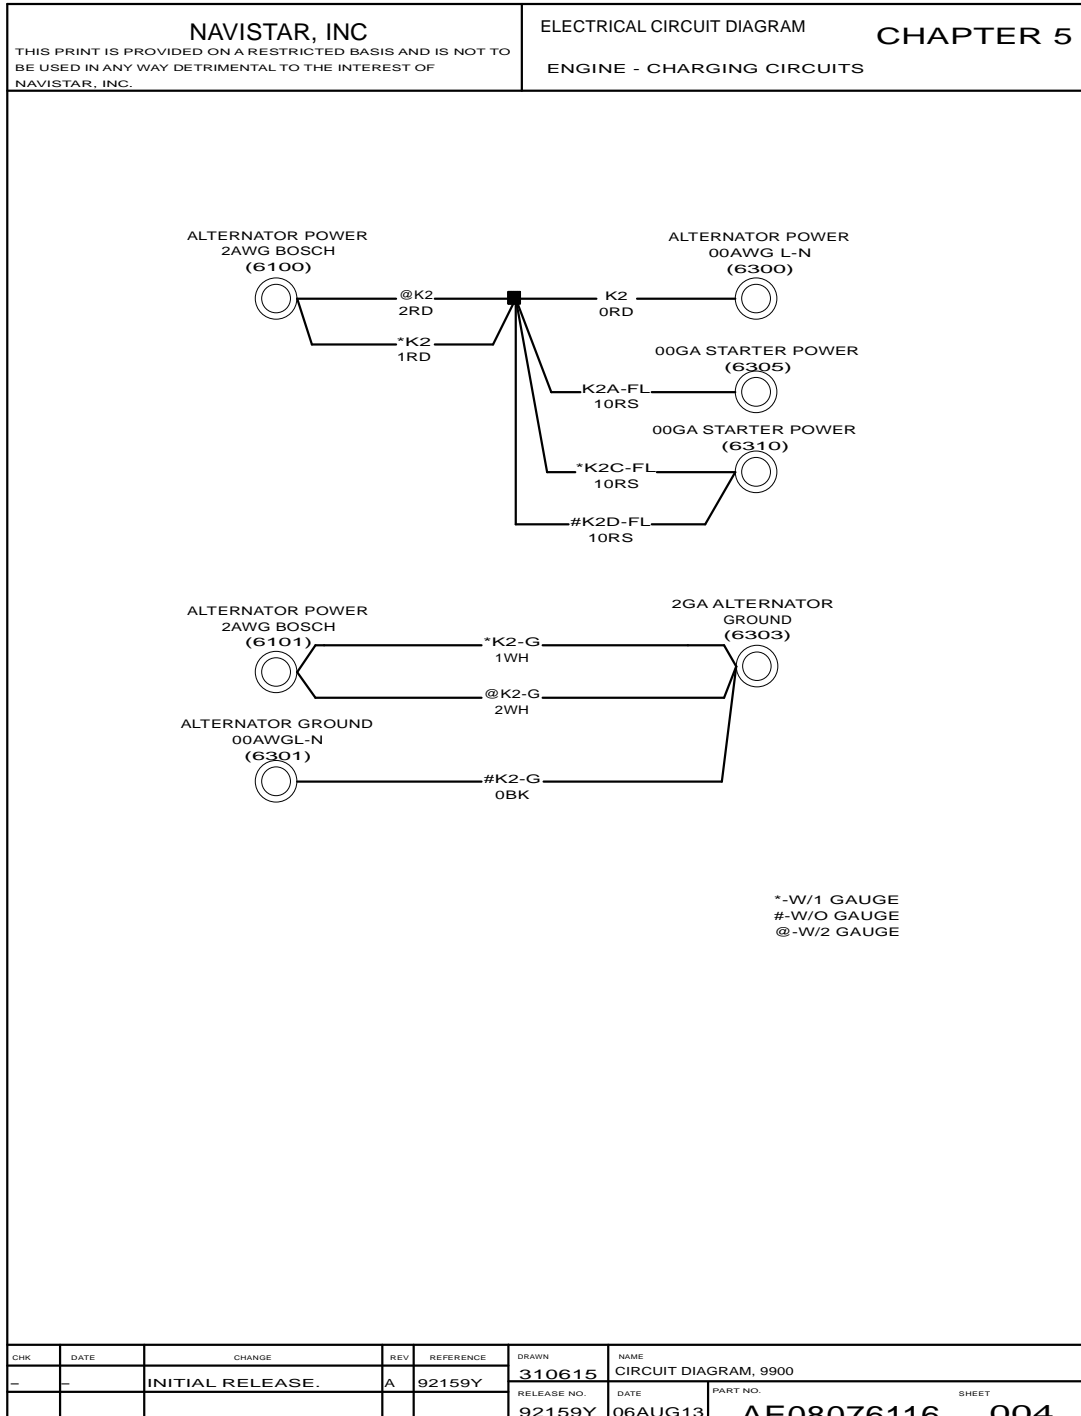 NAVISTAR, INC
THIS PRINT IS PROVIDED ON A RESTRICTED BASIS AND IS NOT TO
BE USED IN ANY WAY DETRIMENTAL TO THE INTEREST OF
NAVISTAR, INC.
ELECTRICAL CIRCUIT DIAGRAM
CHAPTER 5
ENGINE - CHARGING CIRCUITS
ALTERNATOR POWER
2AWG BOSCH
(6100)
@K2
2RD
*K2
1RD
ALTERNATOR POWER
00AWG L-N
(6300)
K2
0RD
00GA STARTER POWER
(6305)
K2A-FL
10RS
00GA STARTER POWER
(6310)
*K2C-FL
10RS
#K2D-FL
10RS
ALTERNATOR POWER
2AWG BOSCH
(6101)
*K2-G
1WH
@K2-G
2WH
2GA ALTERNATOR
GROUND
(6303)
ALTERNATOR GROUND
00AWGL-N
(6301)
#K2-G
0BK
*-W/1 GAUGE
#-W/O GAUGE
@-W/2 GAUGE
CHK DATE CHANGE REV REFERENCE
– – INITIAL RELEASE. A 92159Y
DRAWN
310615
NAME
CIRCUIT DIAGRAM, 9900
RELEASE NO.
92159Y
DATE
06AUG13
PART NO.
AE08076116
SHEET
004